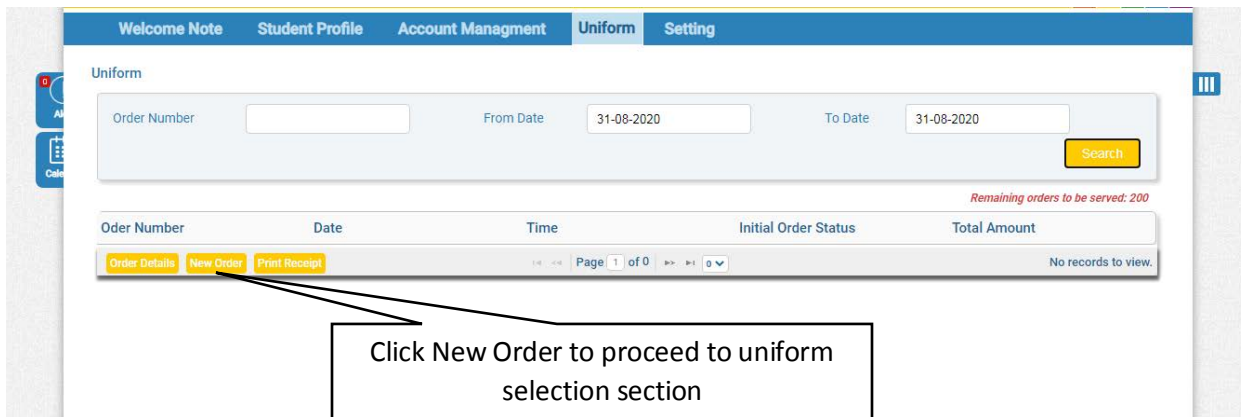 Welcome Note Student Profile Account Managment Uniform Setting
Uniform
0
Order Number From Date 31-08-2020 To Date 31-08-2020
Search
Remaining orders to be served: 200
Oder Number Date Time Initial Order Status Total Amount
Order Details New Order Print Receipt Page 1 of 0 0 No records to view.
Click New Order to proceed to uniform
selection section